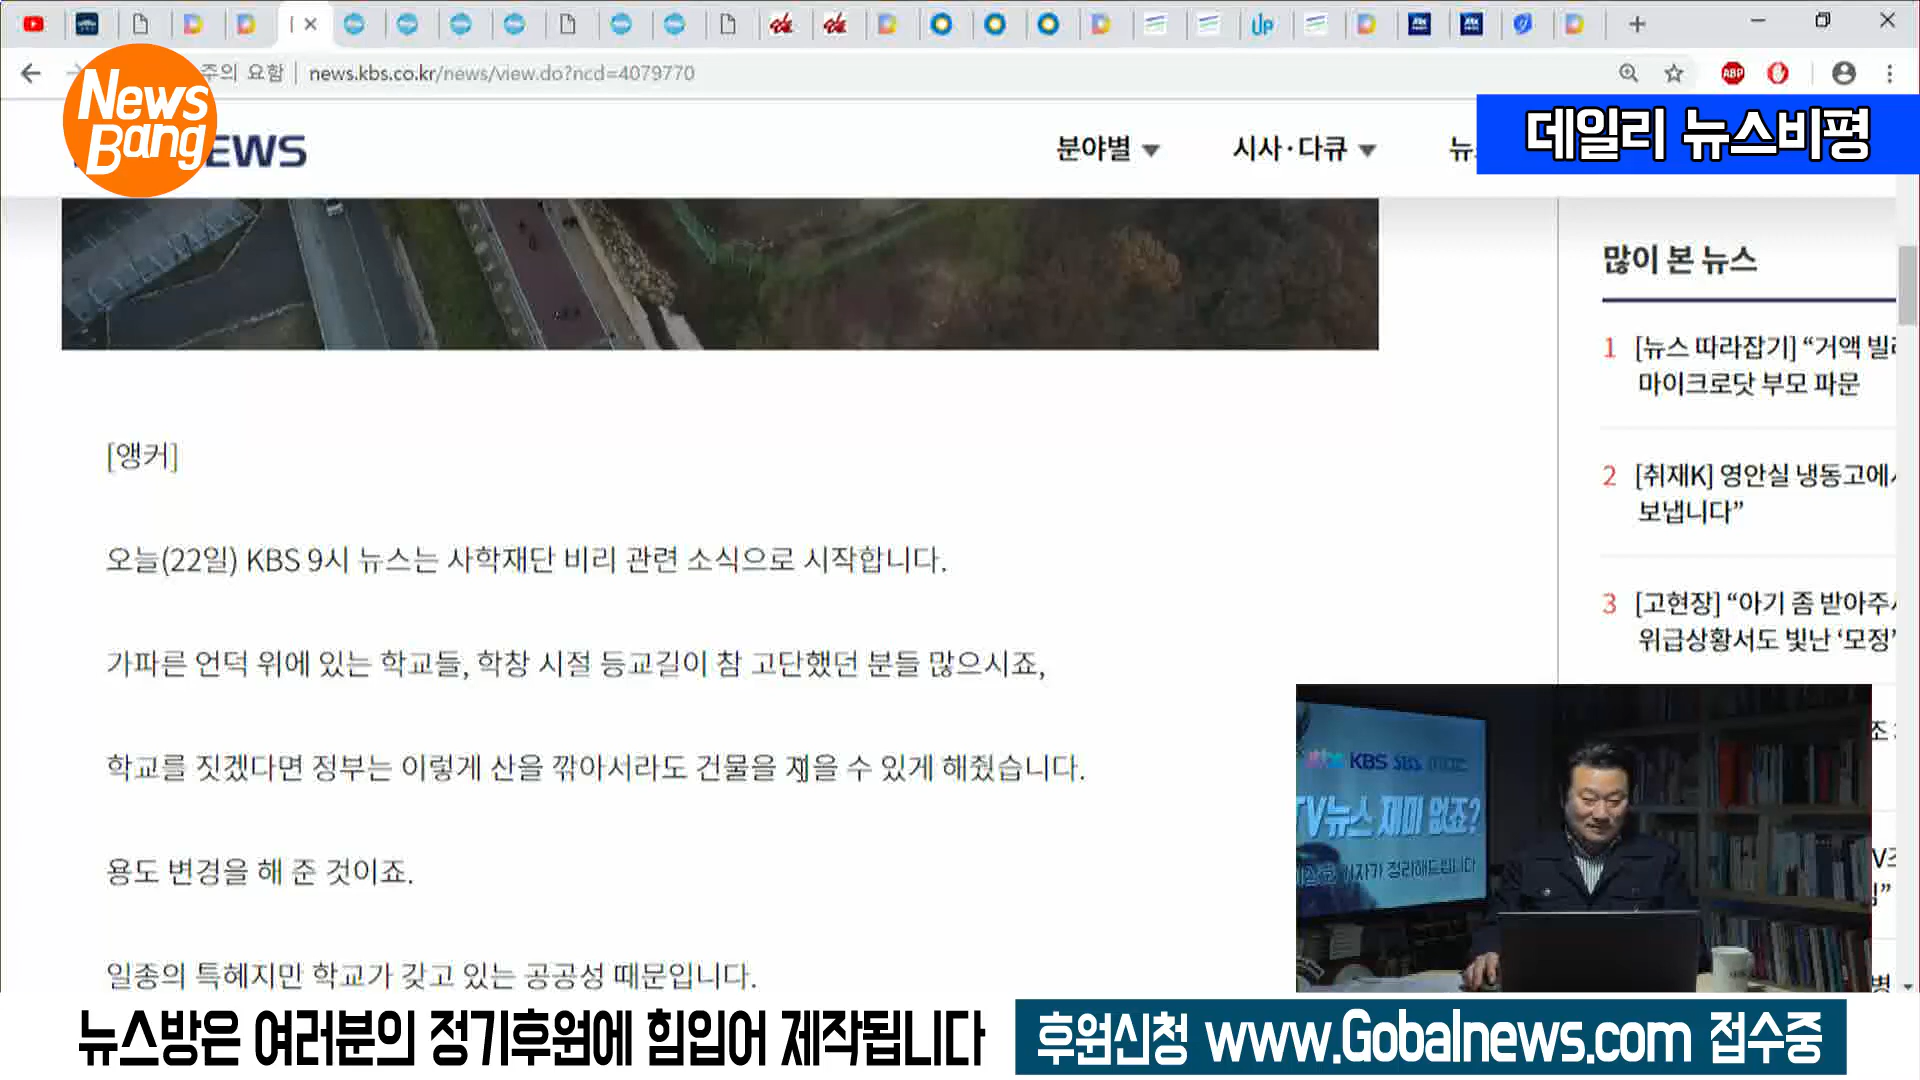 주의 요함 | news.kbs.co.kr/news/view.do?ncd=4079770
ABP
News
Bang
EWS
분야별
시사·다큐
뉴
데일리 뉴스비평
많이 본 뉴스
1 [뉴스 따라잡기] “거액 빌
마이크로닷 부모 파문
2 [취재K] 영안실 냉동고에
보냅니다”
3 [고현장] “아기 좀 받아주
위급상황서도 빛난 ‘모정’
[앵커]
오늘(22일) KBS 9시 뉴스는 사학재단 비리 관련 소식으로 시작합니다.
가파른 언덕 위에 있는 학교들, 학창 시절 등교길이 참 고단했던 분들 많으시죠,
학교를 짓겠다면 정부는 이렇게 산을 깎아서라도 건물을 지을 수 있게 해줬습니다.
용도 변경을 해 준 것이죠.
일종의 특혜지만 학교가 갖고 있는 공공성 때문입니다.
KBS SBS
TV뉴스 재미 없죠?
기자가 정리해드립니다
뉴스방은 여러분의 정기후원에 힘입어 제작됩니다
후원신청 www.Gobalnews.com 접수중